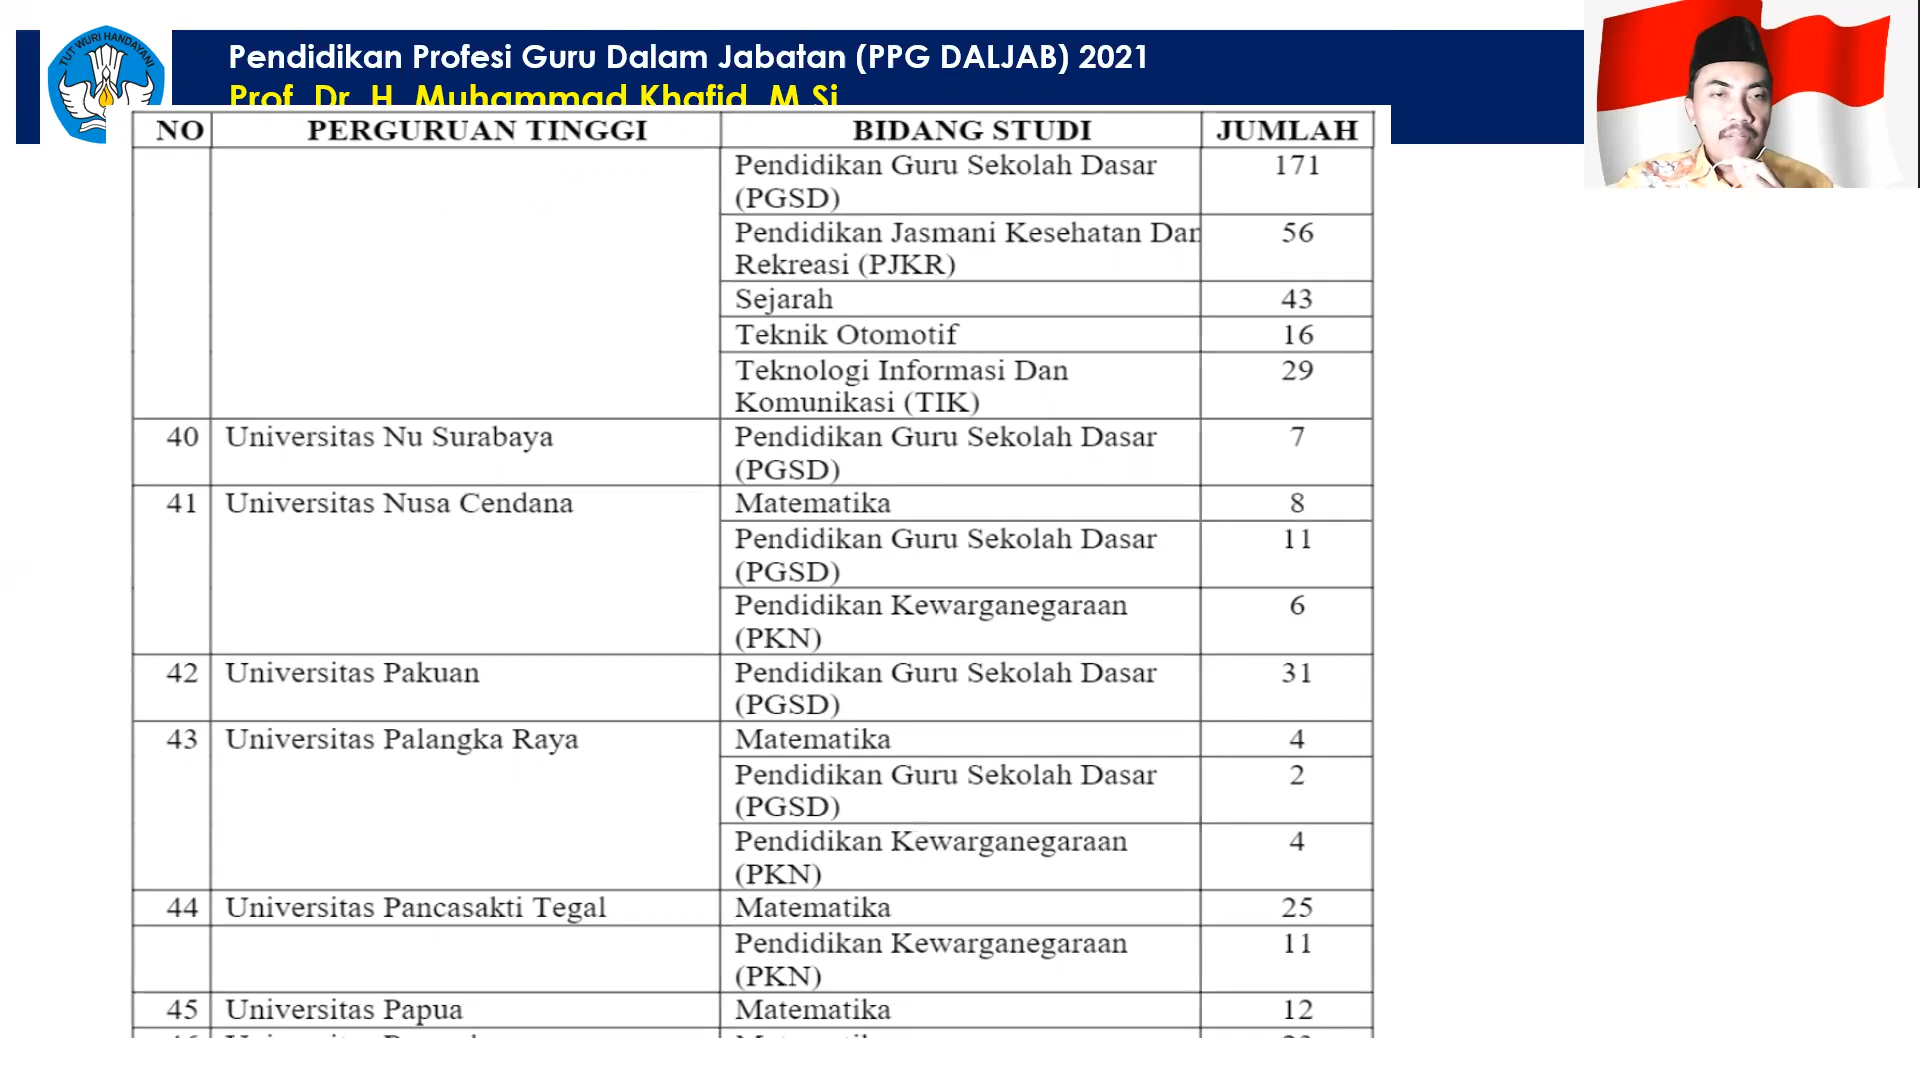 TUT WURI HANDAYANI
Pendidikan Profesi Guru Dalam Jabatan (PPG DALJAB) 2021
Prof. Dr. H. Muhammad Khafid, M.Si
NO PERGURUAN TINGGI BIDANG STUDI JUMLAH
Pendidikan Guru Sekolah Dasar 171
(PGSD)
Pendidikan Jasmani Kesehatan Dan 56
Rekreasi (PJKR)
Sejarah 43
Teknik Otomotif 16
Teknologi Informasi Dan 29
Komunikasi (TIK)
40 Universitas Nu Surabaya Pendidikan Guru Sekolah Dasar 7
(PGSD)
41 Universitas Nusa Cendana Matematika 8
Pendidikan Guru Sekolah Dasar 11
(PGSD)
Pendidikan Kewarganegaraan 6
(PKN)
42 Universitas Pakuan Pendidikan Guru Sekolah Dasar 31
(PGSD)
43 Universitas Palangka Raya Matematika 4
Pendidikan Guru Sekolah Dasar 2
(PGSD)
Pendidikan Kewarganegaraan 4
(PKN)
44 Universitas Pancasakti Tegal Matematika 25
Pendidikan Kewarganegaraan 11
(PKN)
45 Universitas Papua Matematika 12